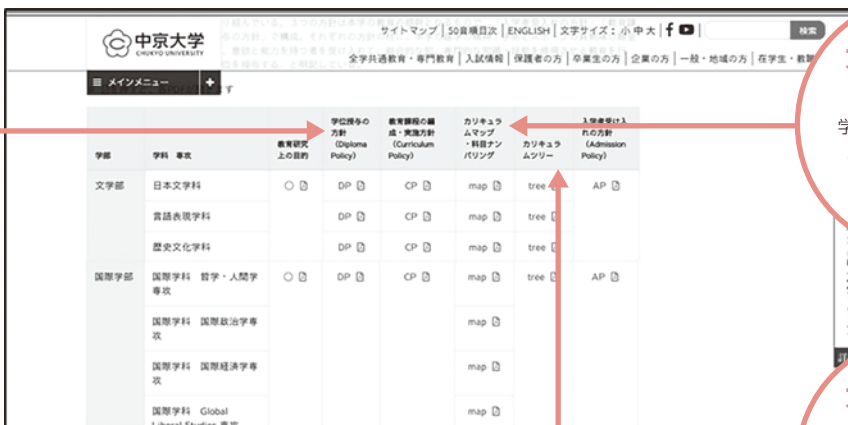 サイトマップ 50音順目次 ENGLISH 文字サイズ：小 中 大 検索
中京大学
CHUKYO UNIVERSITY
全学共通教育・専門教育 入試情報 保護者の方 卒業生の方 企業の方 一般・地域の方 在学生・教職
≡ メインメニュー +
学
学部 学科 専攻 教育研究上の目的 学位授与の方針（Diploma Policy） 教育課程の編成・実施方針（Curriculum Policy） カリキュラムマップ・科目ナンバリング カリキュラムツリー 入学者受け入れの方針（Admission Policy）
文学部 日本文学科 ○ DP CP map tree AP
言語表現学科 DP CP map tree
歴史文化学科 DP CP map tree
国際学部 国際学科 哲学・人間学専攻 ○ DP CP map tree AP
国際学科 国際政治学専攻 map
国際学科 国際経済学専攻 map
国際学科 Global map